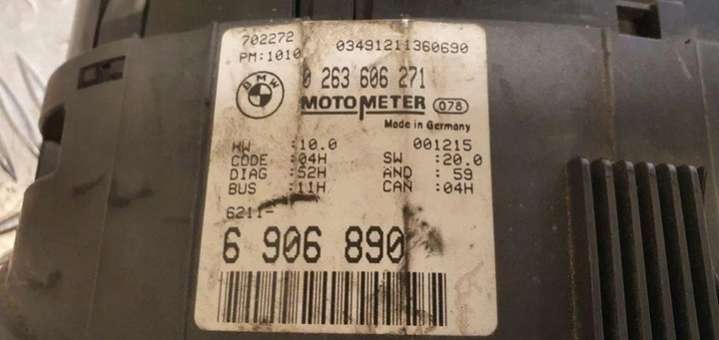 702272 03491211360690
PM:1010
BMW 0 263 606 271
MOTOMETER 078
Made in Germany
HW :10.0 001215
CODE :04H SW :20.0
DIAG :52H AND : 59
BUS :11H CAN :04H
6211-
6 906 890